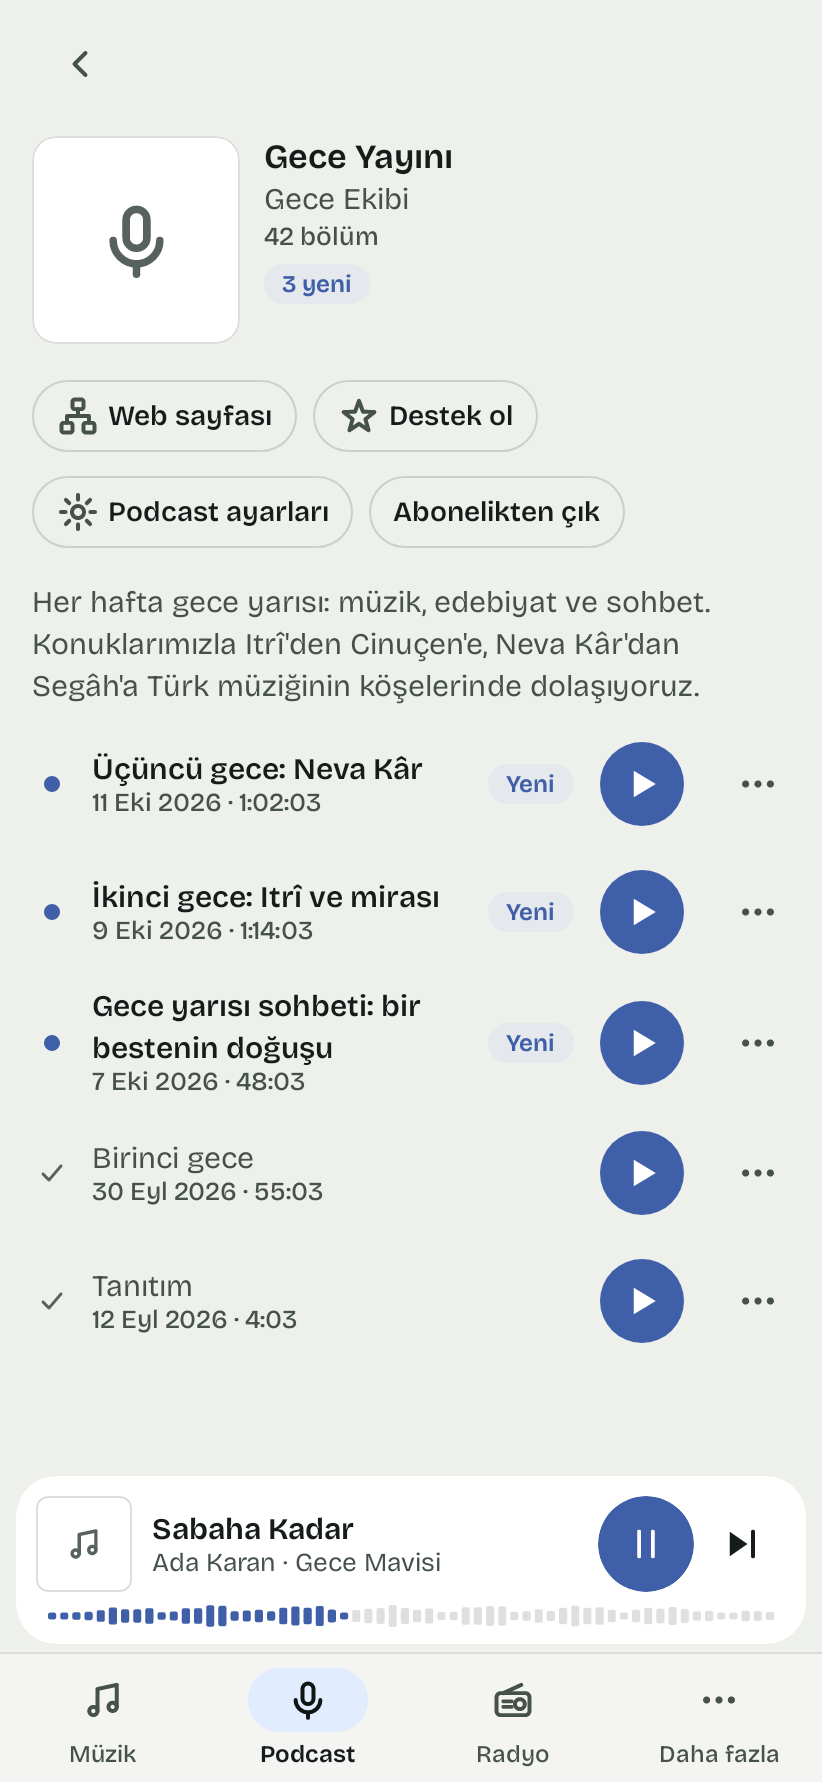 Gece Yayını
Gece Ekibi
42 bölüm
3 yeni
Web sayfası
Destek ol
Podcast ayarları
Abonelikten çık
Her hafta gece yarısı: müzik, edebiyat ve sohbet.
Konuklarımızla Itrî'den Cinuçen'e, Neva Kâr'dan
Segâh'a Türk müziğinin köşelerinde dolaşıyoruz.
Üçüncü gece: Neva Kâr
11 Eki 2026 · 1:02:03
Yeni
İkinci gece: Itrî ve mirası
9 Eki 2026 · 1:14:03
Yeni
Gece yarısı sohbeti: bir
bestenin doğuşu
7 Eki 2026 · 48:03
Yeni
Birinci gece
30 Eyl 2026 · 55:03
Tanıtım
12 Eyl 2026 · 4:03
Sabaha Kadar
Ada Karan · Gece Mavisi
Müzik
Podcast
Radyo
Daha fazla